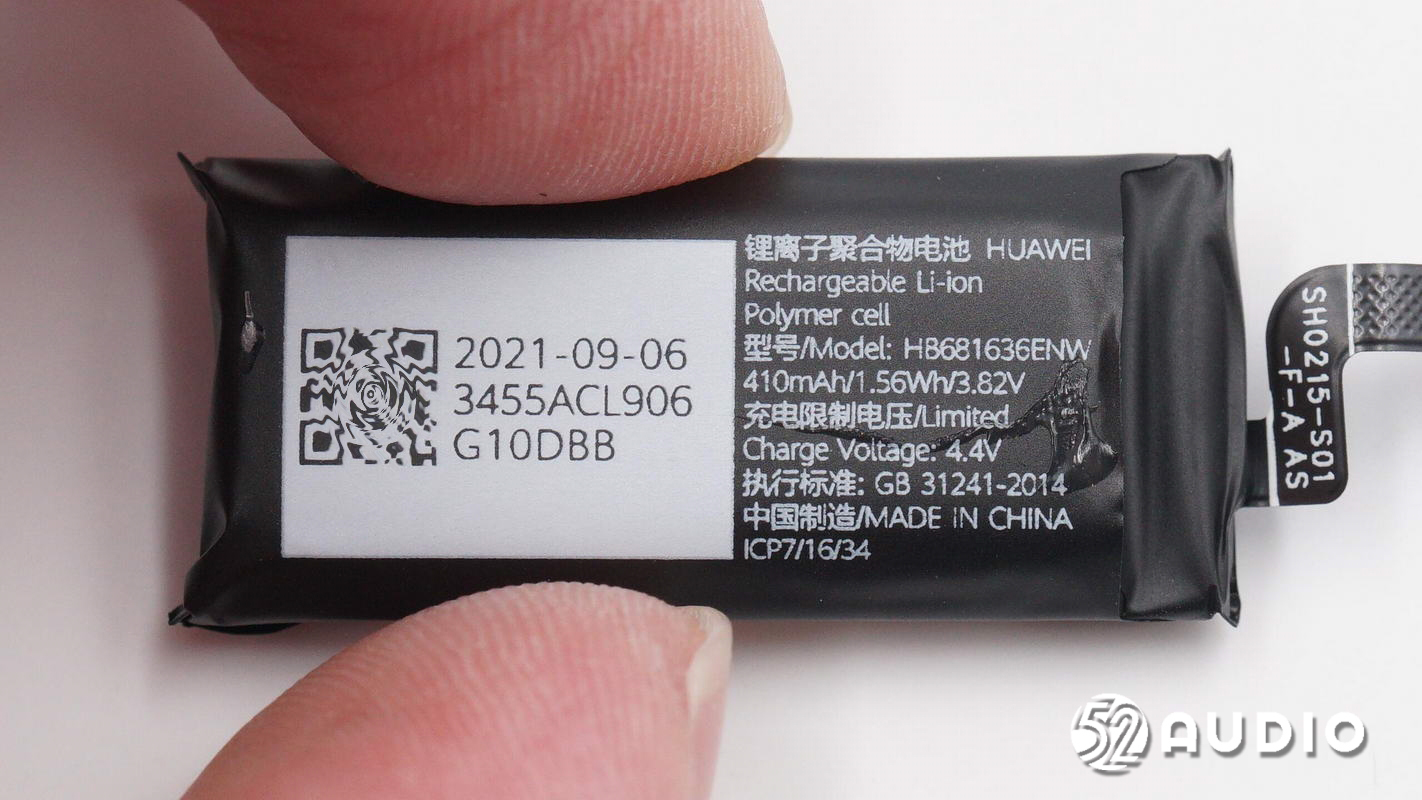 2021-09-06
3455ACL906
G10DBB
锂离子聚合物电池 HUAWEI
Rechargeable Li-ion
Polymer cell
型号/Model: HB681636ENW
410mAh/1.56Wh/3.82V
充电限制电压/Limited
Charge Voltage: 4.4V
执行标准: GB 31241-2014
中国制造/MADE IN CHINA
ICP7/16/34
SH0215-S01
-F-A AS
52 AUDIO